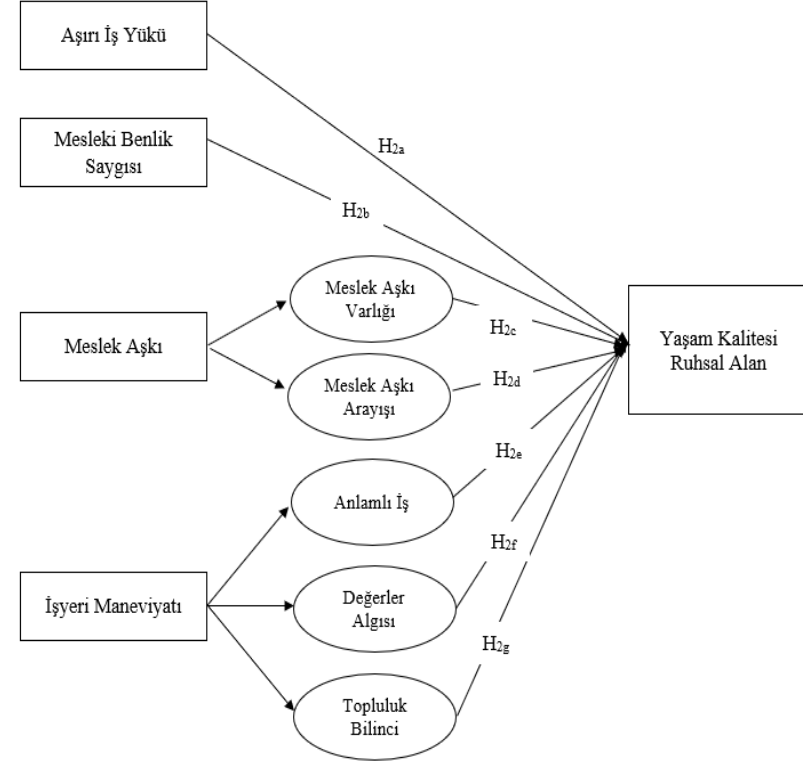 Aşırı İş Yükü
H2a
Mesleki Benlik
Saygısı
H2b
Meslek Aşkı
Varlığı
H2c
Meslek Aşkı
Meslek Aşkı
Arayışı
H2d
Yaşam Kalitesi
Ruhsal Alan
Anlamlı İş
H2e
İşyeri Maneviyatı
Değerler
Algısı
H2f
Topluluk
Bilinci
H2g